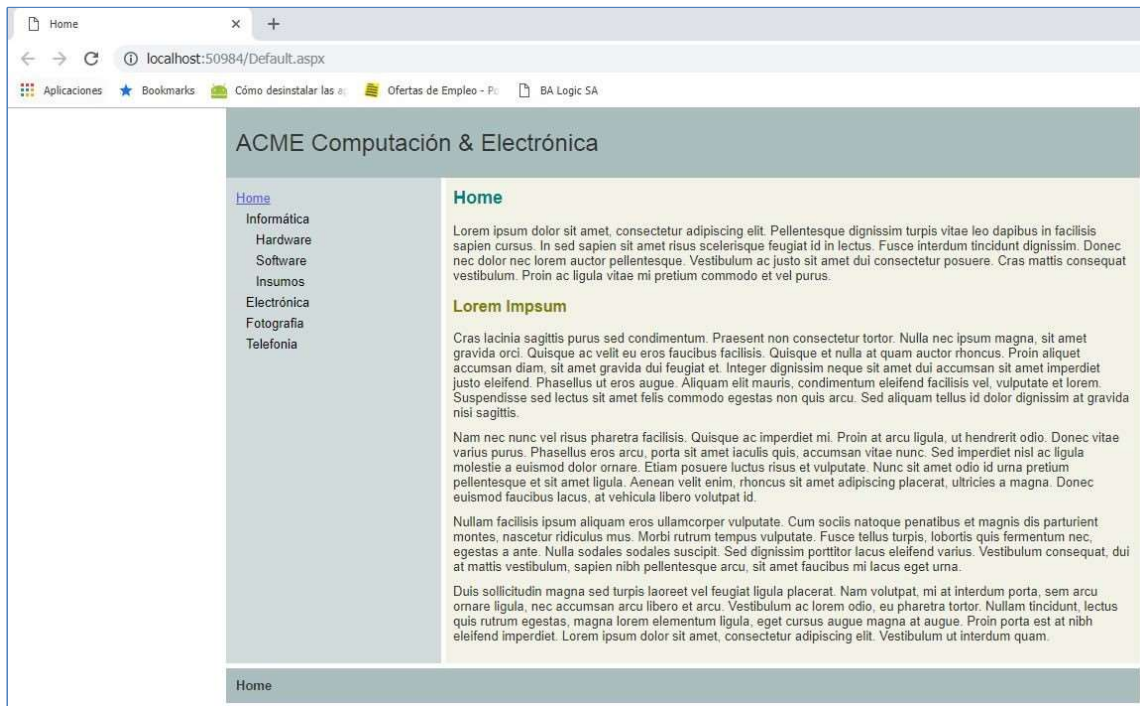 Home
localhost:50984/Default.aspx
Aplicaciones Bookmarks Cómo desinstalar las Ofertas de Empleo - BA Logic SA
ACME Computación & Electrónica
Home
Informática
Hardware
Software
Insumos
Electrónica
Fotografia
Telefonia
Home
Lorem ipsum dolor sit amet, consectetur adipiscing elit. Pellentesque dignissim turpis vitae leo dapibus in facilisis
sapien cursus. In sed sapien sit amet risus scelerisque feugiat id in lectus. Fusce interdum tincidunt dignissim. Donec
nec dolor nec lorem auctor pellentesque. Vestibulum ac justo sit amet dui consectetur posuere. Cras mattis consequat
vestibulum. Proin ac ligula vitae mi pretium commodo et vel purus.
Lorem Impsum
Cras lacinia sagittis purus sed condimentum. Praesent non consectetur tortor. Nulla nec ipsum magna, sit amet
gravida orci. Quisque ac velit eu eros faucibus facilisis. Quisque et nulla at quam auctor rhoncus. Proin aliquet
accumsan diam, sit amet gravida dui feugiat et. Integer dignissim neque sit amet dui accumsan sit amet imperdiet
justo eleifend. Phasellus ut eros augue. Aliquam elit mauris, condimentum eleifend facilisis vel, vulputate et lorem.
Suspendisse sed lectus sit amet felis commodo egestas non quis arcu. Sed aliquam tellus id dolor dignissim at gravida
nisi sagittis.
Nam nec nunc vel risus pharetra facilisis. Quisque ac imperdiet mi. Proin at arcu ligula, ut hendrerit odio. Donec vitae
varius purus. Phasellus eros arcu, porta sit amet iaculis quis, accumsan vitae nunc. Sed imperdiet nisl ac ligula
molestie a euismod dolor ornare. Etiam posuere luctus risus et vulputate. Nunc sit amet odio id urna pretium
pellentesque et sit amet ligula. Aenean velit enim, rhoncus sit amet adipiscing placerat, ultricies a magna. Donec
euismod faucibus lacus, at vehicula libero volutpat id.
Nullam facilisis ipsum aliquam eros ullamcorper vulputate. Cum sociis natoque penatibus et magnis dis parturient
montes, nascetur ridiculus mus. Morbi rutrum tempus vulputate. Fusce tellus turpis, lobortis quis fermentum nec,
egestas a ante. Nulla sodales sodales suscipit. Sed dignissim porttitor lacus eleifend varius. Vestibulum consequat, dui
at mattis vestibulum, sapien nibh pellentesque arcu, sit amet faucibus mi lacus eget urna.
Duis sollicitudin magna sed turpis laoreet vel feugiat ligula placerat. Nam volutpat, mi at interdum porta, sem arcu
ornare ligula, nec accumsan arcu libero et arcu. Vestibulum ac lorem odio, eu pharetra tortor. Nullam tincidunt, lectus
quis rutrum egestas, magna lorem elementum ligula, eget cursus augue magna at augue. Proin porta est at nibh
eleifend imperdiet. Lorem ipsum dolor sit amet, consectetur adipiscing elit. Vestibulum ut interdum quam.
Home